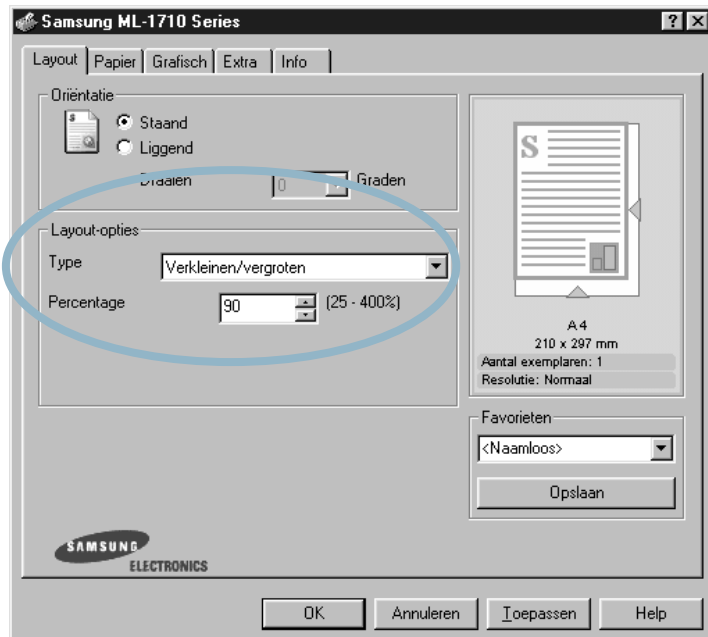 Samsung ML-1710 Series
Layout Papier Grafisch Extra Info
Oriëntatie
Staand
Liggend
Draaien 0 Graden
Layout-opties
Type Verkleinen/vergroten
Percentage 90 (25 - 400%)
S
S
A4
210 x 297 mm
Aantal exemplaren: 1
Resolutie: Normaal
Favorieten
<Naamloos>
Opslaan
SAMSUNG
ELECTRONICS
OK Annuleren Toepassen Help